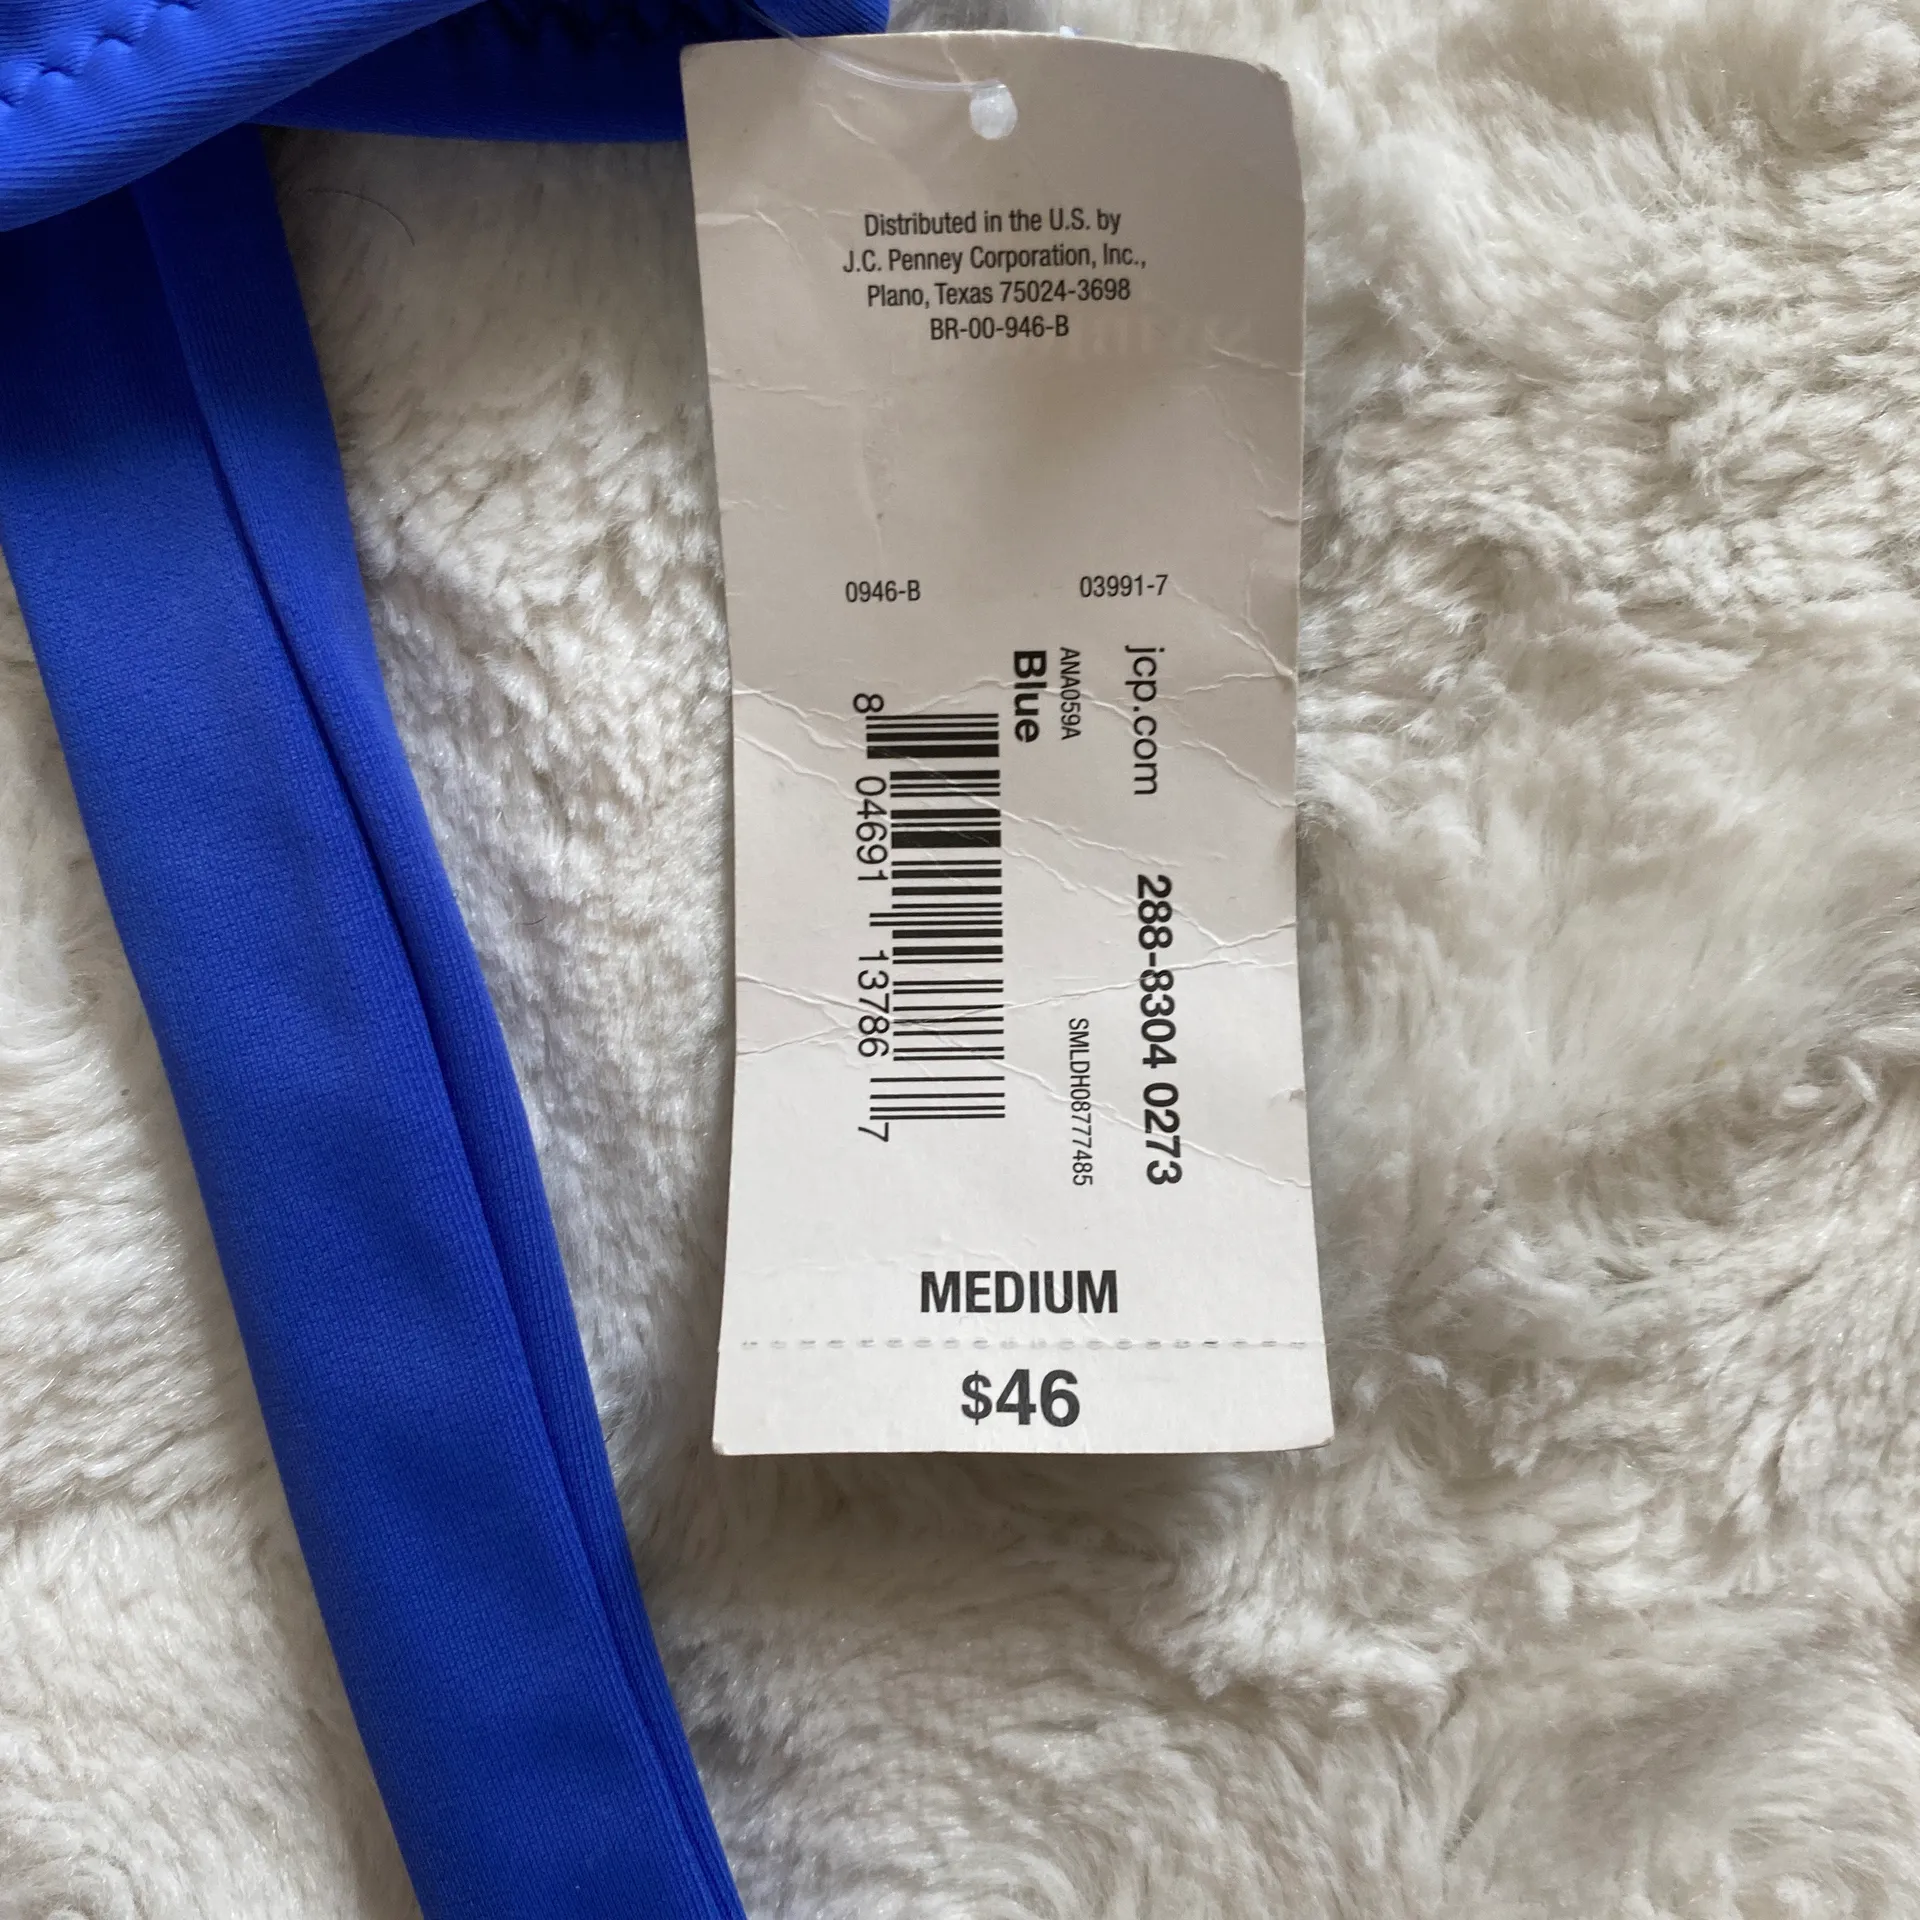 Distributed in the U.S. by
J.C. Penney Corporation, Inc.,
Plano, Texas 75024-3698
BR-00-946-B
0946-B 03991-7
jcp.com 288-8304 0273
ANA059A SMLDH0877485
Blue
8 04691 13786 7
MEDIUM
$46